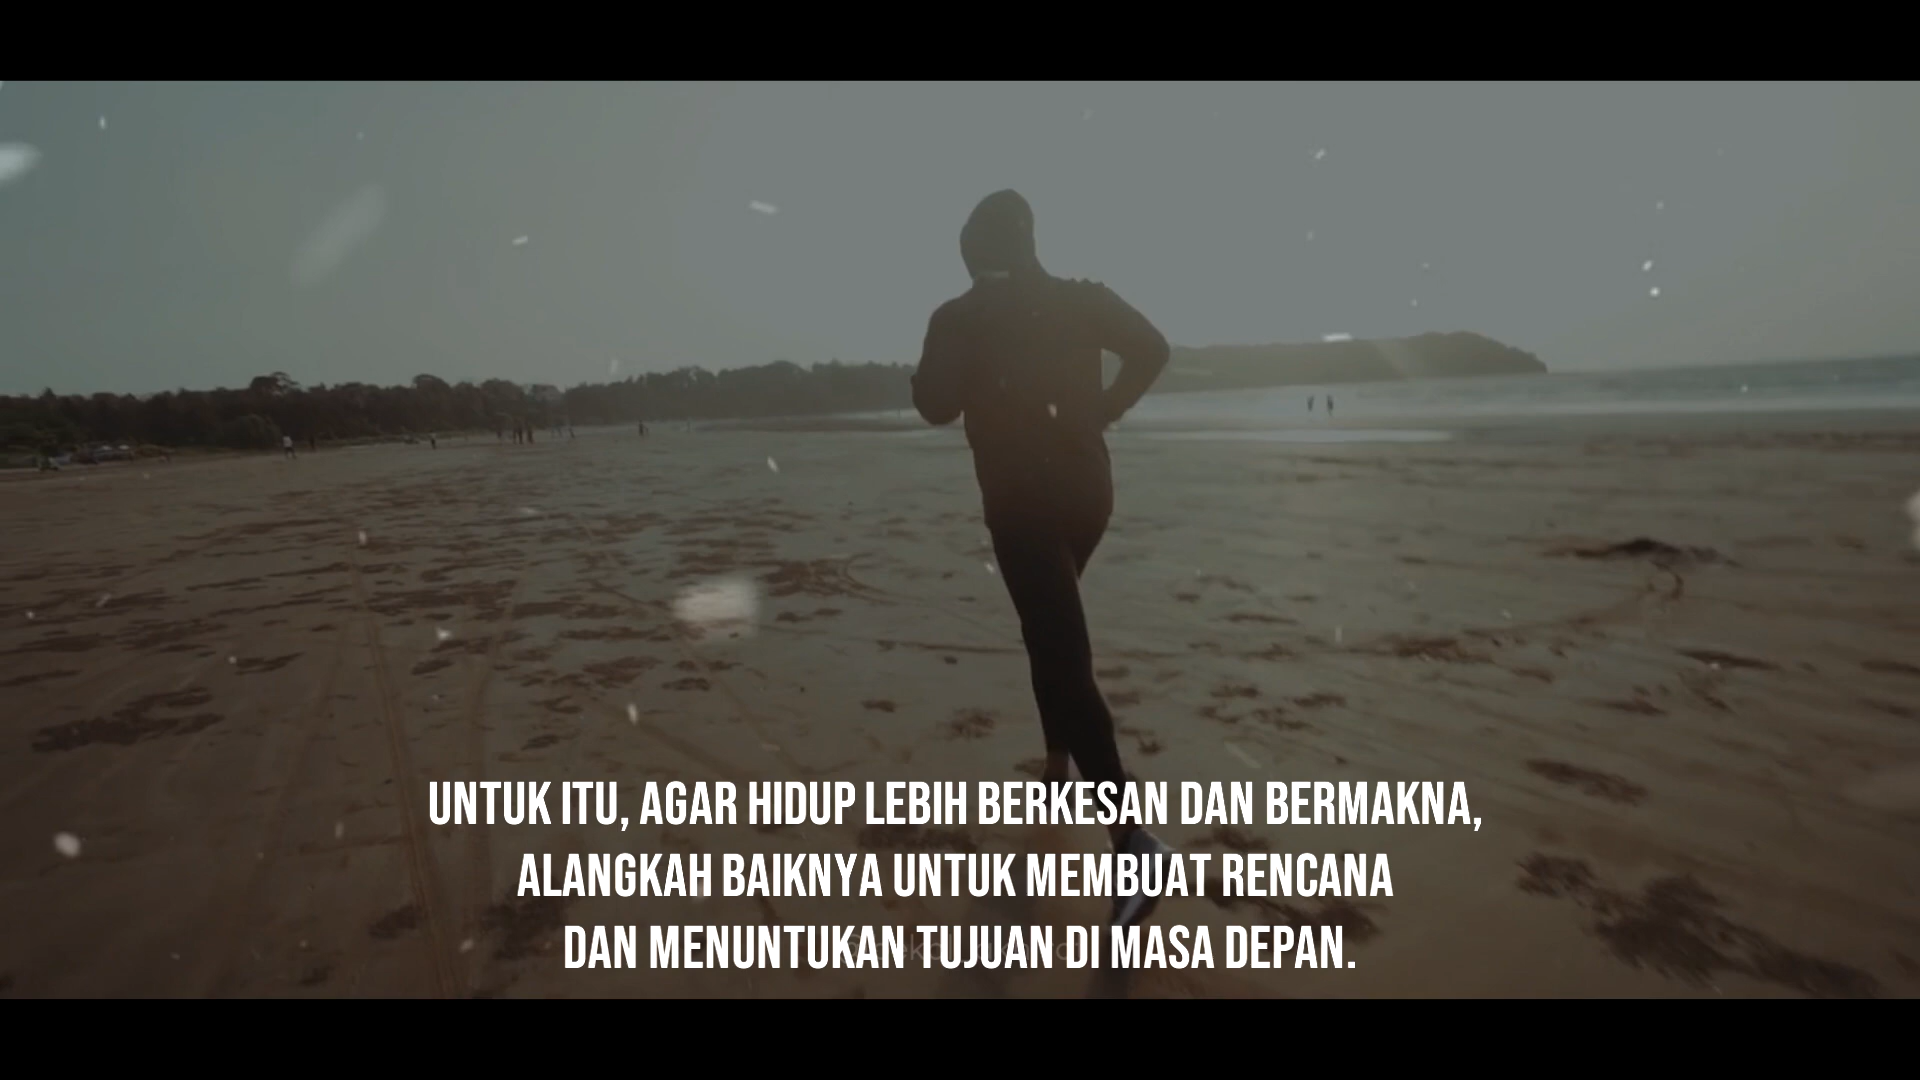 UNTUK ITU, AGAR HIDUP LEBIH BERKESAN DAN BERMAKNA,
ALANGKAH BAIKNYA UNTUK MEMBUAT RENCANA
DAN MENUNTUKAN TUJUAN DI MASA DEPAN.